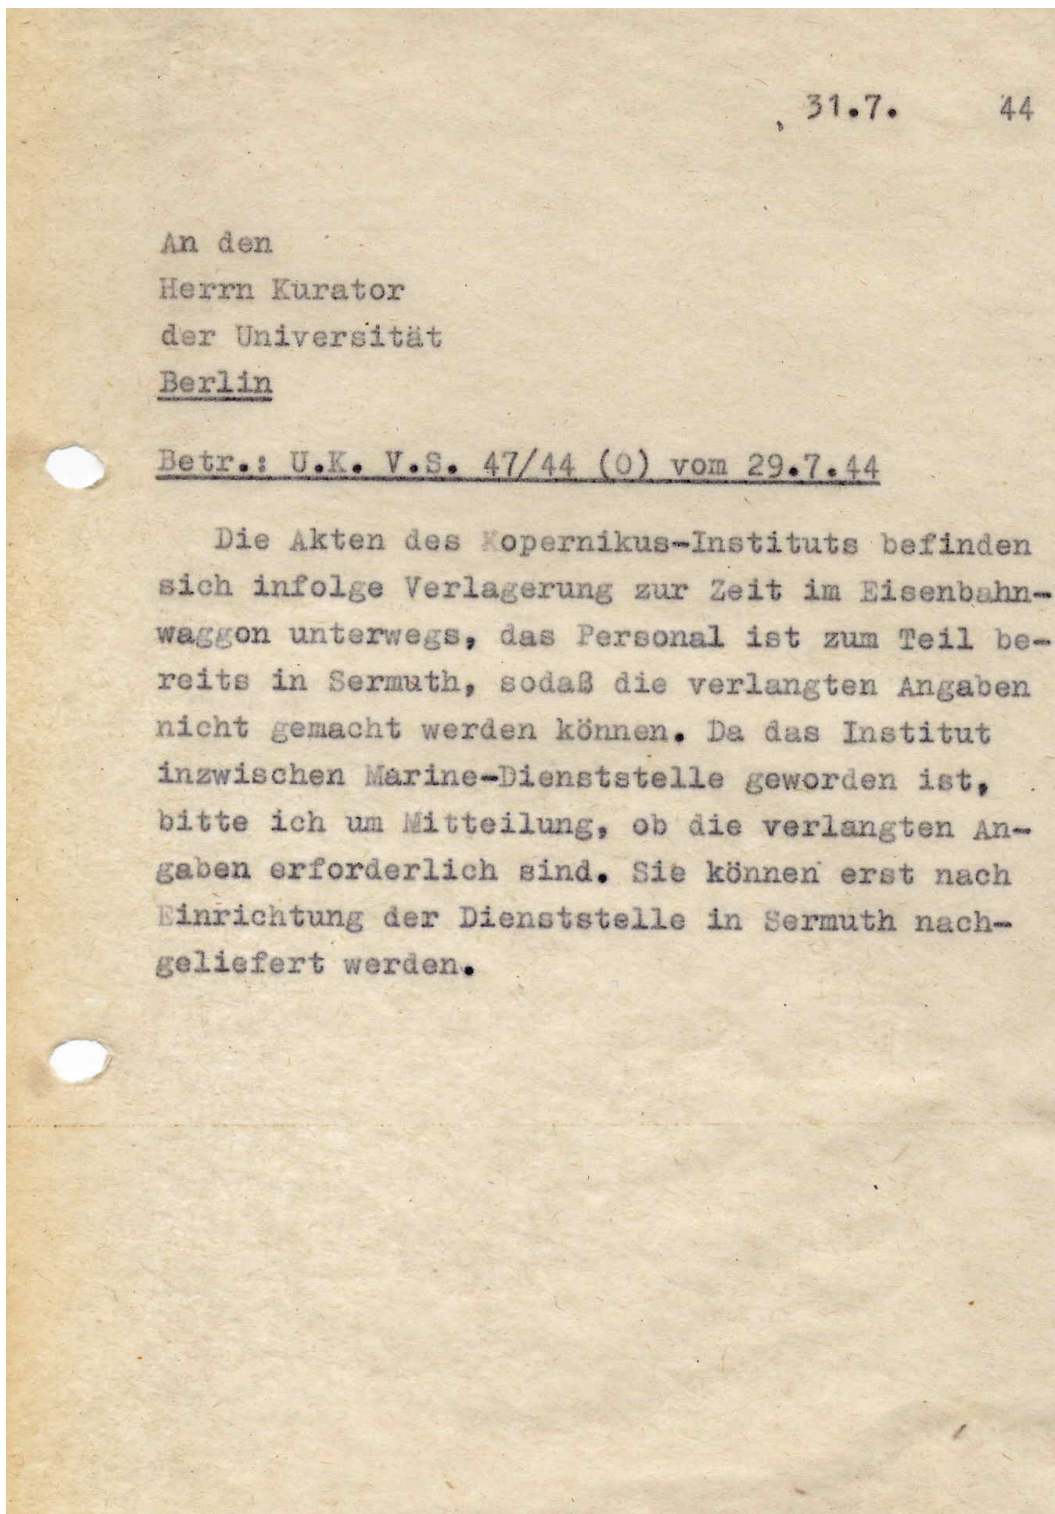 31.7. 44
An den
Herrn Kurator
der Universität
Berlin
Betr.: U.K. V.S. 47/44 (O) vom 29.7.44
Die Akten des Kopernikus-Instituts befinden
sich infolge Verlagerung zur Zeit im Eisenbahn-
waggon unterwegs, das Personal ist zum Teil be-
reits in Sermuth, sodaß die verlangten Angaben
nicht gemacht werden können. Da das Institut
inzwischen Marine-Dienststelle geworden ist,
bitte ich um Mitteilung, ob die verlangten An-
gaben erforderlich sind. Sie können erst nach
Einrichtung der Dienststelle in Sermuth nach-
geliefert werden.